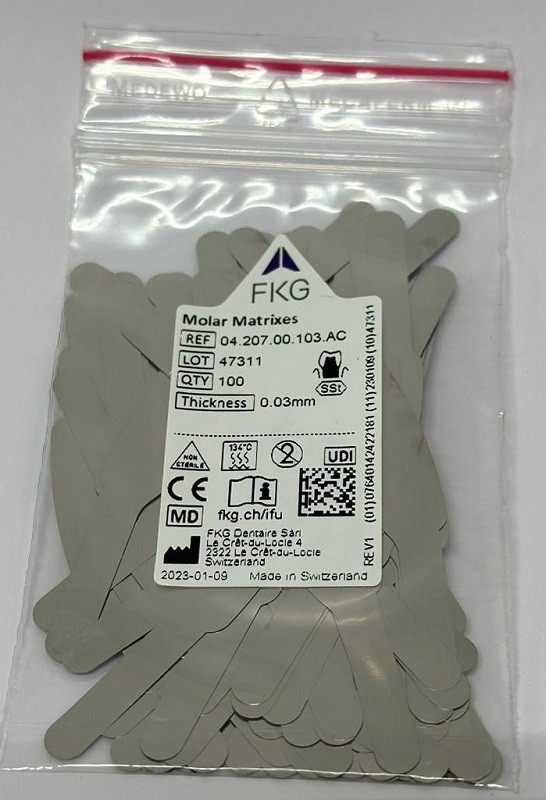 MEDEWO
FKG
Molar Matrixes
REF 04.207.00.103.AC
LOT 47311
QTY 100
SSt
Thickness 0.03mm
NON
STÉRILE
134°C
2
UDI
CE
MD
fkg.ch/ifu
FKG Dentaire Sàrl
Le Crêt-du-Locle 4
2322 Le Crêt-du-Locle
Switzerland
2023-01-09 Made in Switzerland
REV1 (01)07640142422181 (11)230109 (10)47311